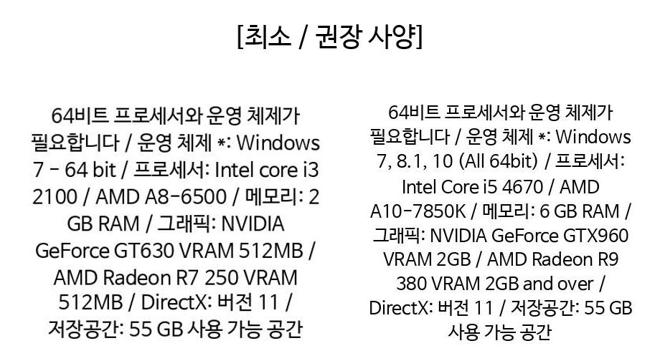 [최소 / 권장 사양]
64비트 프로세서와 운영 체제가
필요합니다 / 운영 체제 *: Windows
7 - 64 bit / 프로세서: Intel core i3
2100 / AMD A8-6500 / 메모리: 2
GB RAM / 그래픽: NVIDIA
GeForce GT630 VRAM 512MB /
AMD Radeon R7 250 VRAM
512MB / DirectX: 버전 11 /
저장공간: 55 GB 사용 가능 공간
64비트 프로세서와 운영 체제가
필요합니다 / 운영 체제 *: Windows
7, 8.1, 10 (All 64bit) / 프로세서:
Intel Core i5 4670 / AMD
A10-7850K / 메모리: 6 GB RAM /
그래픽: NVIDIA GeForce GTX960
VRAM 2GB / AMD Radeon R9
380 VRAM 2GB and over /
DirectX: 버전 11 / 저장공간: 55 GB
사용 가능 공간